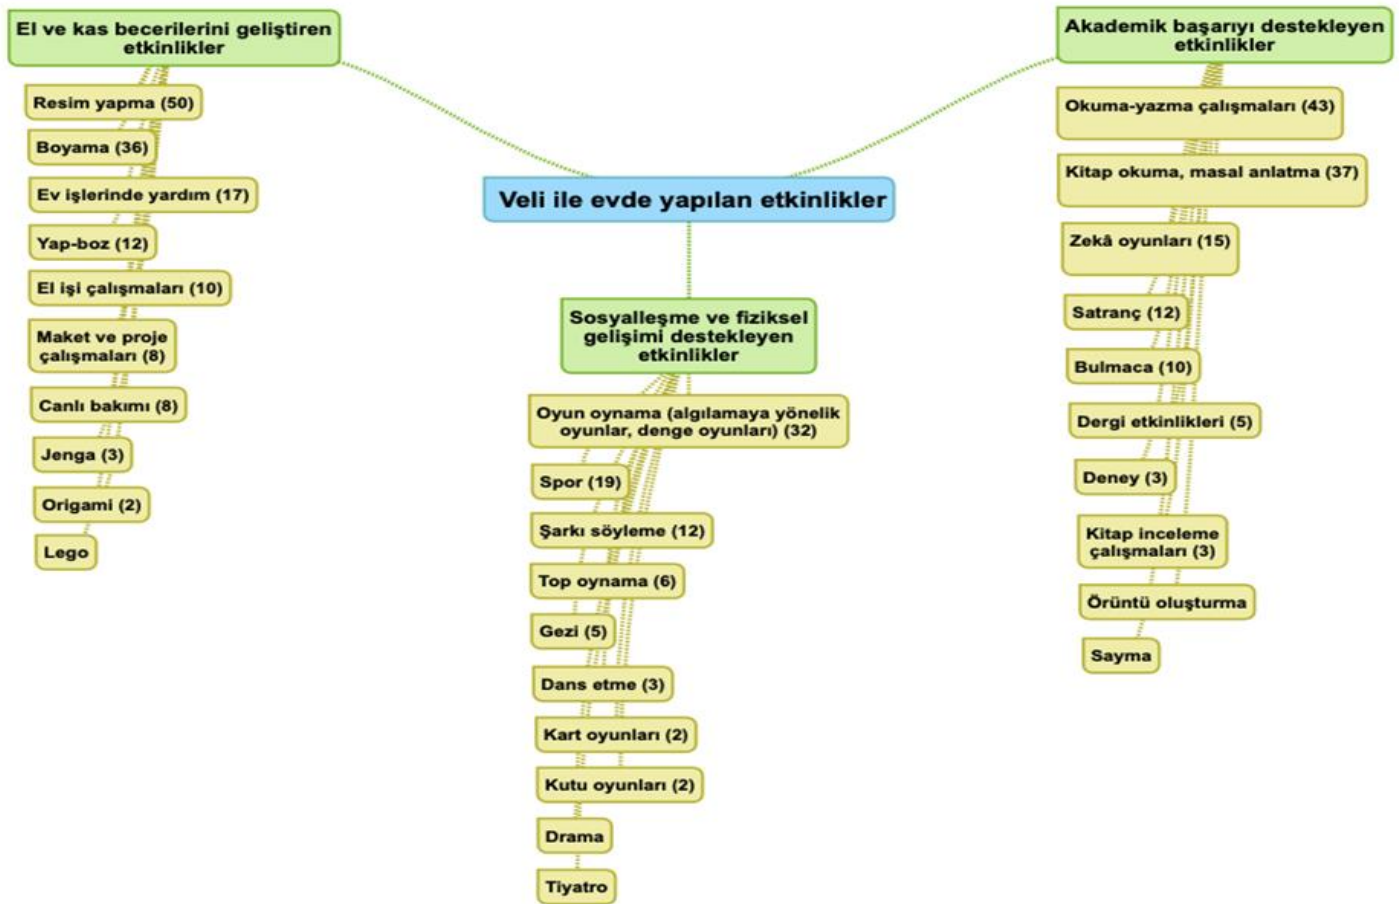 El ve kas becerilerini geliştiren
etkinlikler
Resim yapma (50)
Boyama (36)
Ev işlerinde yardım (17)
Yap-boz (12)
El işi çalışmaları (10)
Maket ve proje
çalışmaları (8)
Canlı bakımı (8)
Jenga (3)
Origami (2)
Lego
Veli ile evde yapılan etkinlikler
Sosyalleşme ve fiziksel
gelişimi destekleyen
etkinlikler
Oyun oynama (algılamaya yönelik
oyunlar, denge oyunları) (32)
Spor (19)
Şarkı söyleme (12)
Top oynama (6)
Gezi (5)
Dans etme (3)
Kart oyunları (2)
Kutu oyunları (2)
Drama
Tiyatro
Akademik başarıyı destekleyen
etkinlikler
Okuma-yazma çalışmaları (43)
Kitap okuma, masal anlatma (37)
Zekâ oyunları (15)
Satranç (12)
Bulmaca (10)
Dergi etkinlikleri (5)
Deney (3)
Kitap inceleme
çalışmaları (3)
Örüntü oluşturma
Sayma